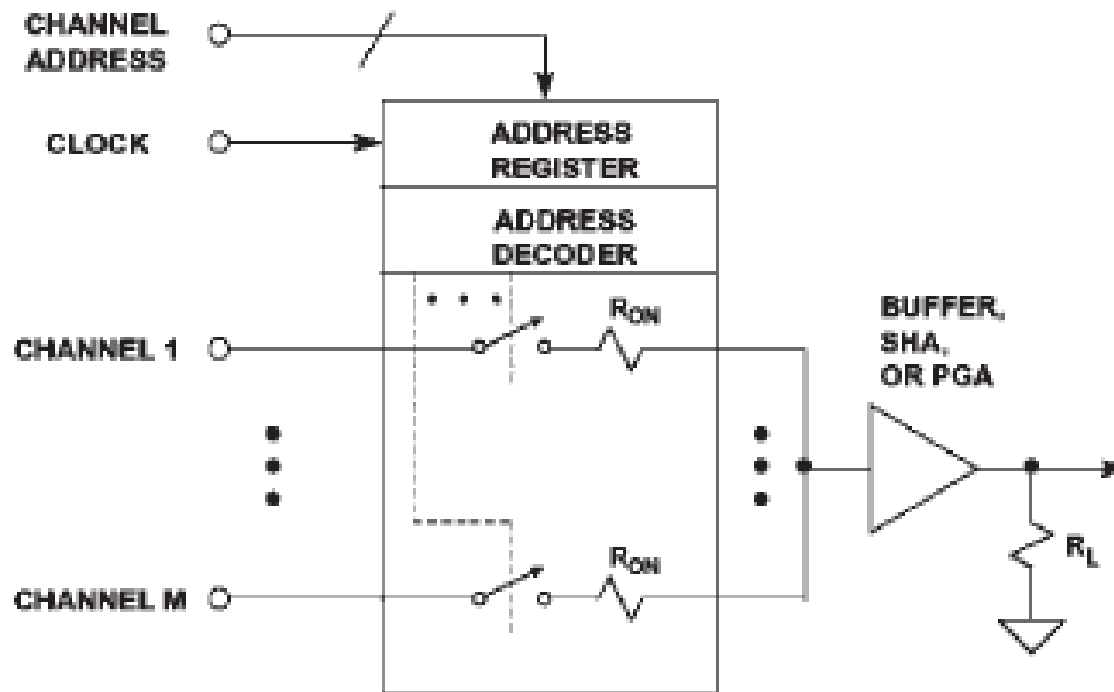 CHANNEL
ADDRESS
CLOCK
ADDRESS
REGISTER
ADDRESS
DECODER
RON
BUFFER,
SHA,
OR PGA
CHANNEL 1
RON
RL
CHANNEL M